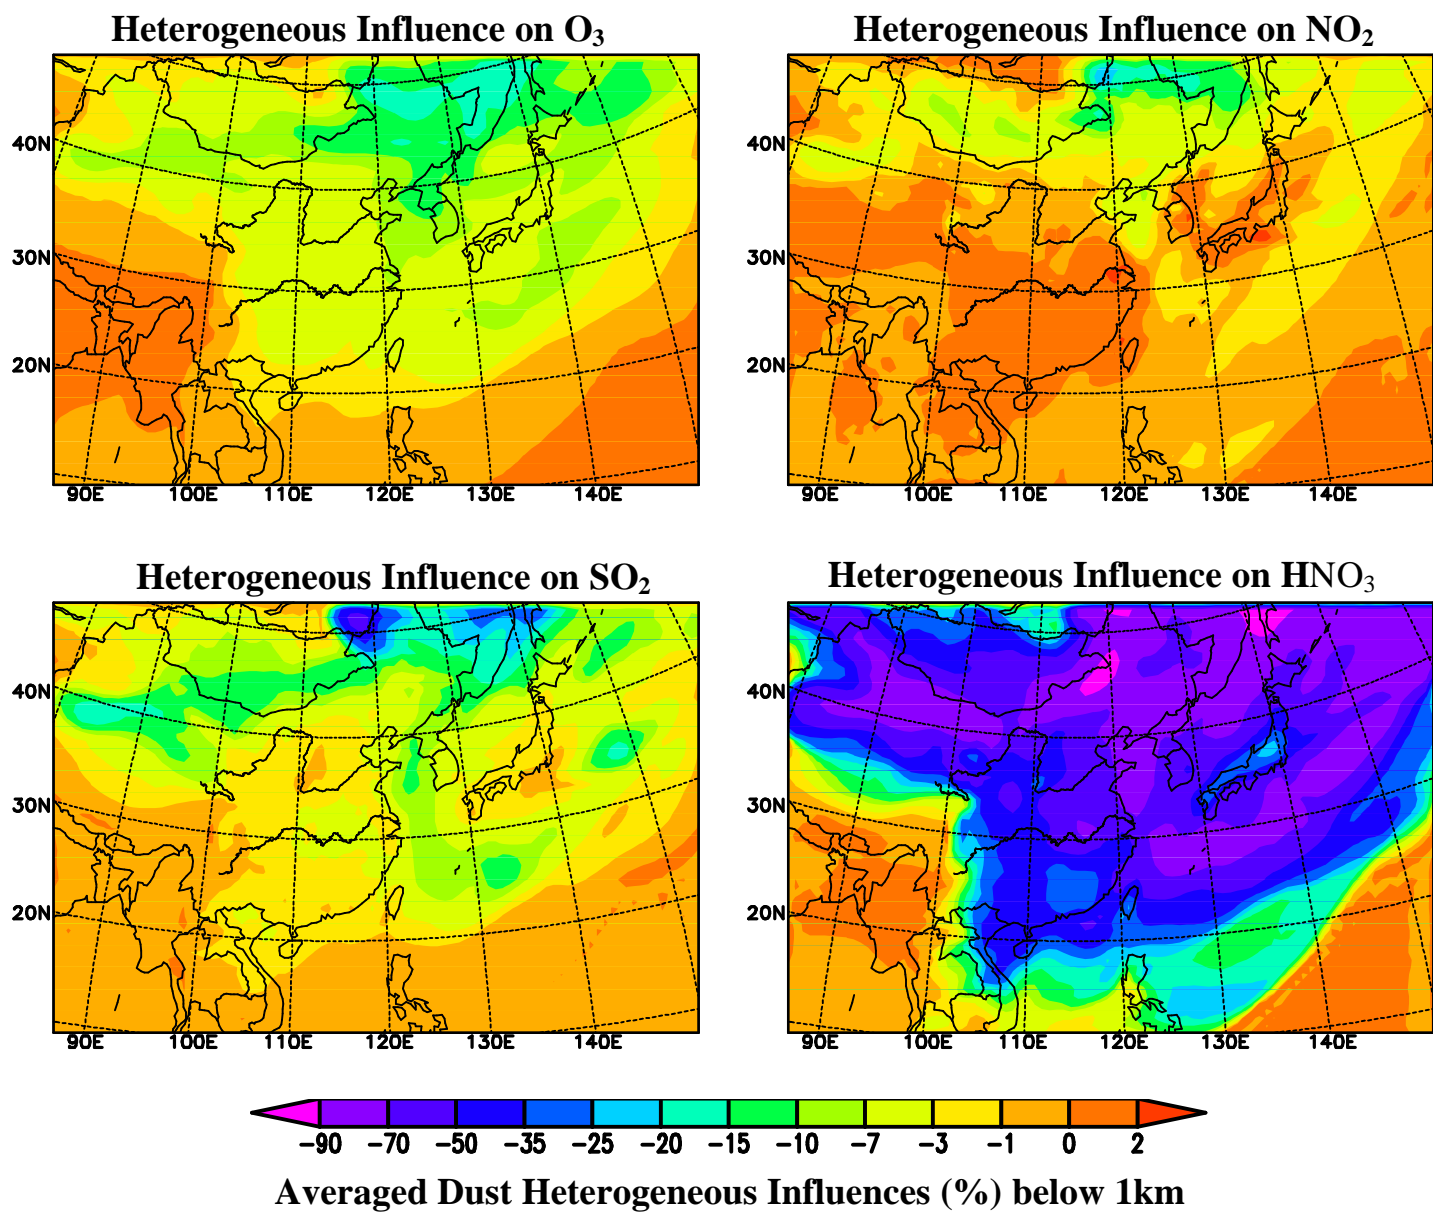 Heterogeneous Influence on O₃
Heterogeneous Influence on NO₂
40N
30N
20N
90E 100E 110E 120E 130E 140E
40N
30N
20N
90E 100E 110E 120E 130E 140E
Heterogeneous Influence on SO₂
Heterogeneous Influence on HNO₃
40N
30N
20N
90E 100E 110E 120E 130E 140E
40N
30N
20N
90E 100E 110E 120E 130E 140E
−90 −70 −50 −35 −25 −20 −15 −10 −7 −3 −1 0 2
Averaged Dust Heterogeneous Influences (%) below 1km